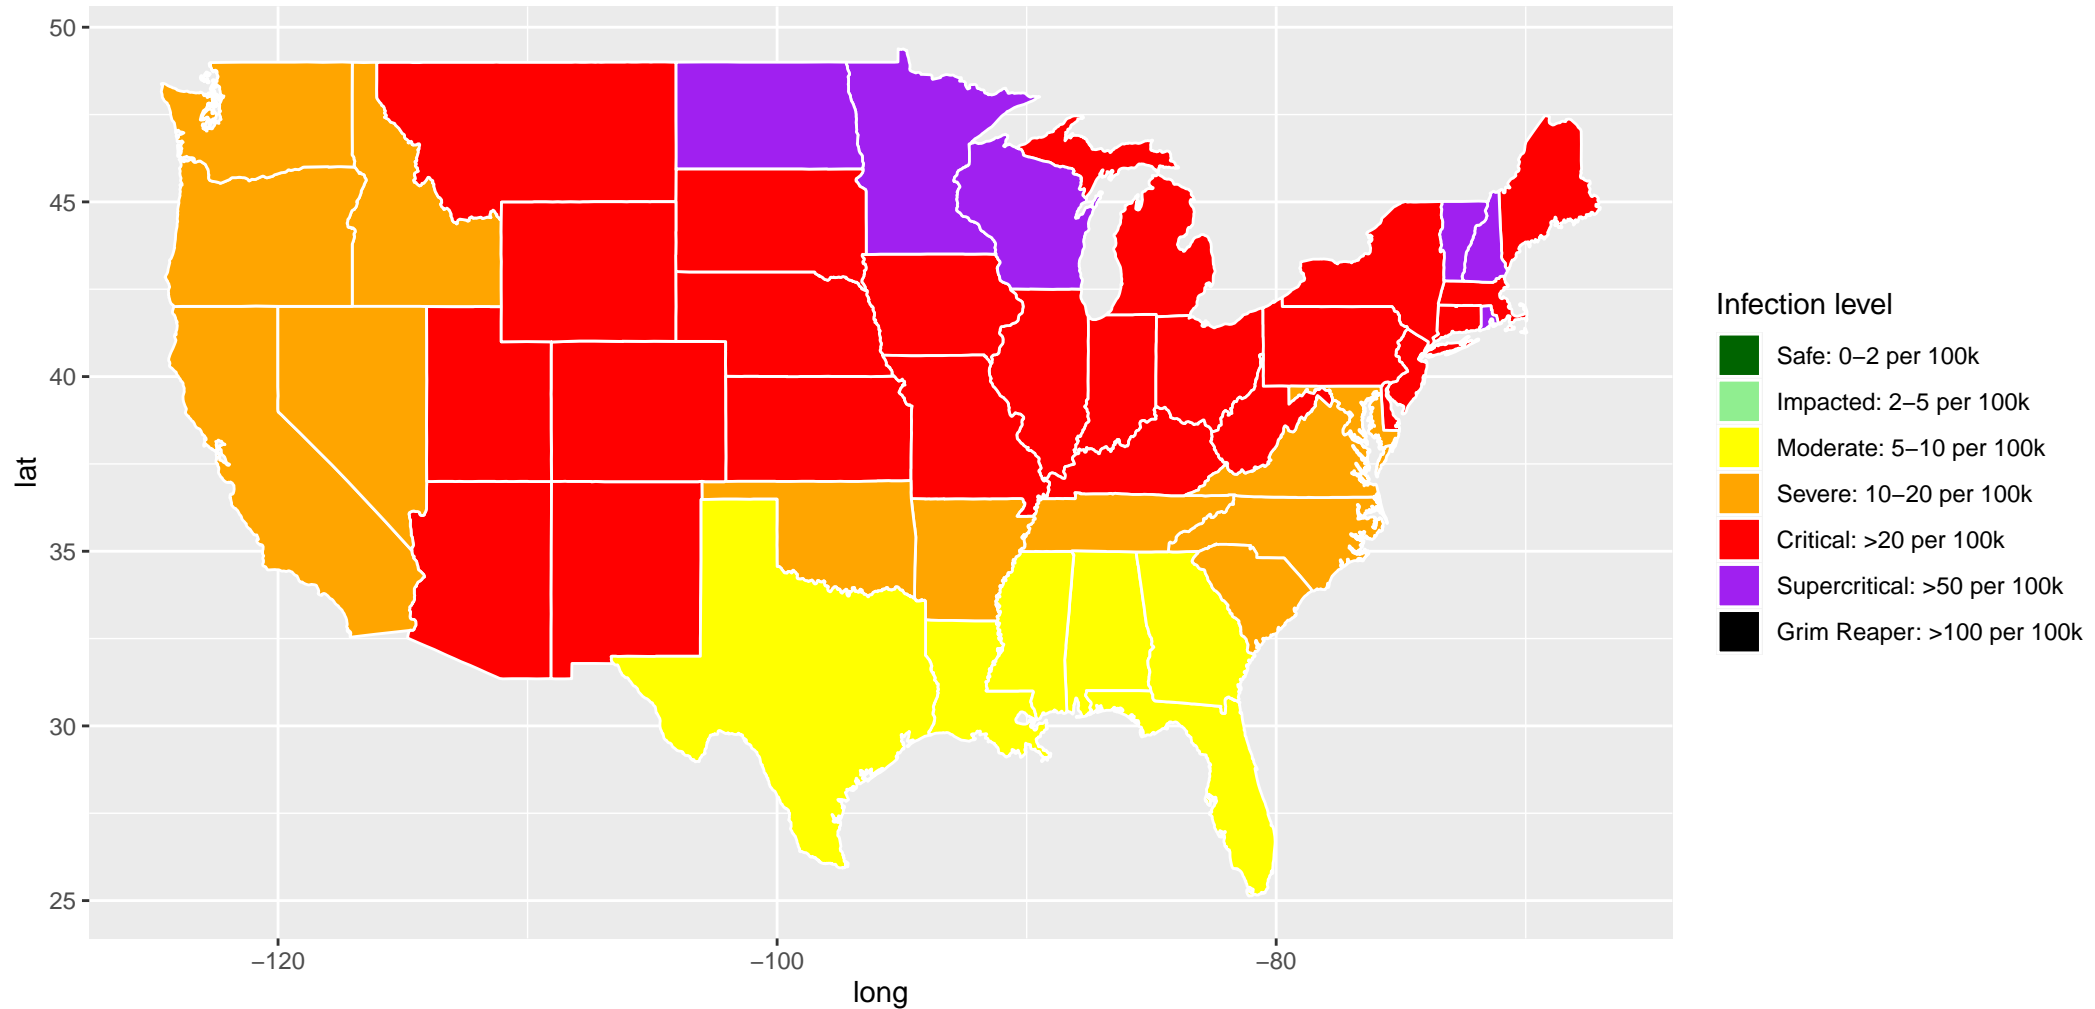 50
45
40
35
30
25
lat
−120
−100
−80
long
Infection level
Safe: 0–2 per 100k
Impacted: 2–5 per 100k
Moderate: 5–10 per 100k
Severe: 10–20 per 100k
Critical: >20 per 100k
Supercritical: >50 per 100k
Grim Reaper: >100 per 100k